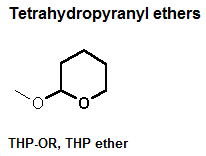 Tetrahydropyranyl ethers
O
O
THP-OR, THP ether